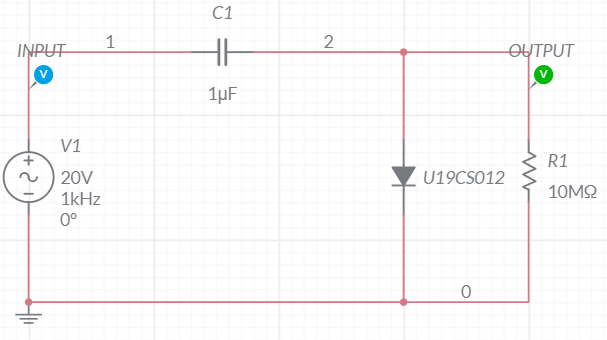 C1
INPUT
1
2
OUTPUT
V
V
1µF
V1
20V
1kHz
0°
U19CS012
R1
10MΩ
0